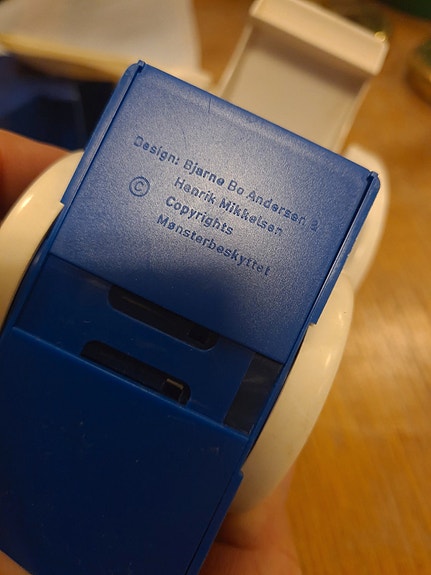 Design: Bjarne Bo Andersen &
Henrik Mikkelsen
© Copyrights
Mønsterbeskyttet